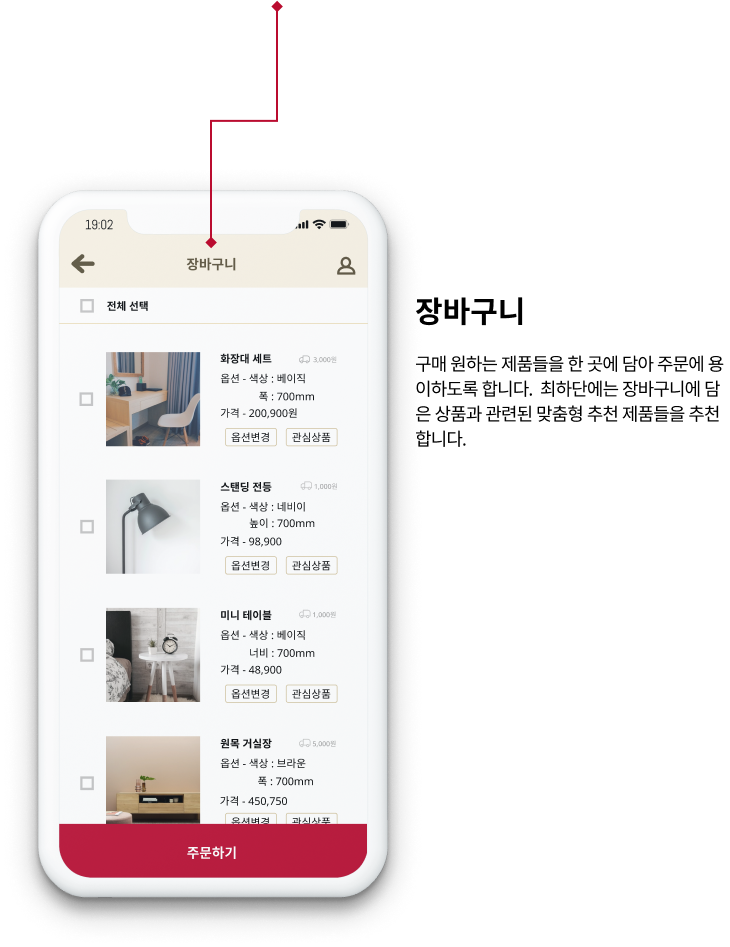 19:02
장바구니
전체 선택
화장대 세트 3,000원
옵션 - 색상 : 베이직
폭 : 700mm
가격 - 200,900원
옵션변경 관심상품
스탠딩 전등 1,000원
옵션 - 색상 : 네비이
높이 : 700mm
가격 - 98,900
옵션변경 관심상품
미니 테이블 1,000원
옵션 - 색상 : 베이직
너비 : 700mm
가격 - 48,900
옵션변경 관심상품
원목 거실장 5,000원
옵션 - 색상 : 브라운
폭 : 700mm
가격 - 450,750
옵션변경 관심상품
주문하기
장바구니
구매 원하는 제품들을 한 곳에 담아 주문에 용
이하도록 합니다. 최하단에는 장바구니에 담
은 상품과 관련된 맞춤형 추천 제품들을 추천
합니다.